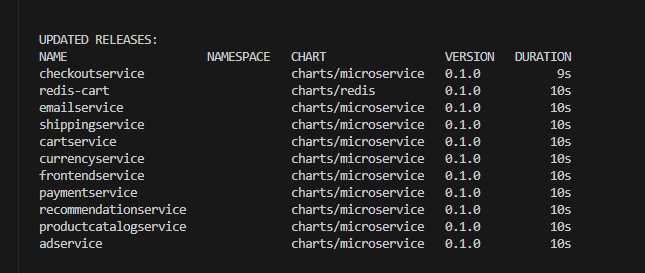 UPDATED RELEASES:
NAME NAMESPACE CHART VERSION DURATION
checkoutservice charts/microservice 0.1.0 9s
redis-cart charts/redis 0.1.0 10s
emailservice charts/microservice 0.1.0 10s
shippingservice charts/microservice 0.1.0 10s
cartservice charts/microservice 0.1.0 10s
currencyservice charts/microservice 0.1.0 10s
frontendservice charts/microservice 0.1.0 10s
paymentservice charts/microservice 0.1.0 10s
recommendationservice charts/microservice 0.1.0 10s
productcatalogservice charts/microservice 0.1.0 10s
adservice charts/microservice 0.1.0 10s